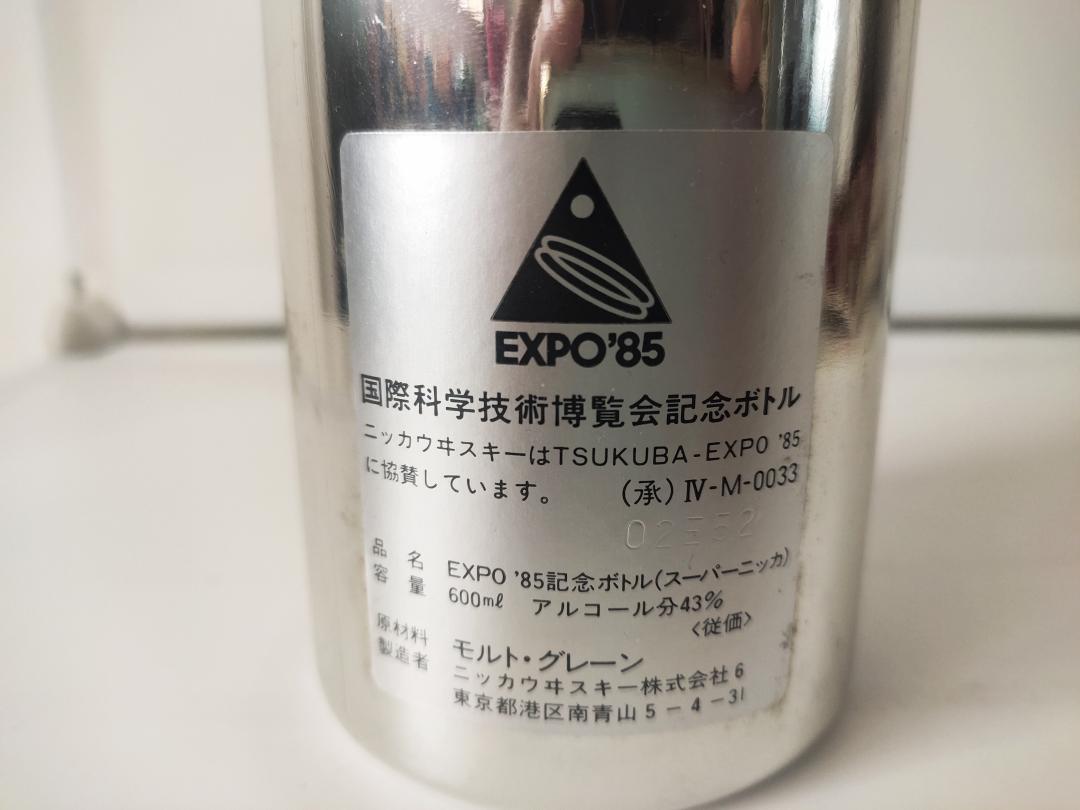 EXPO'85
国際科学技術博覧会記念ボトル
ニッカウヰスキーはTSUKUBA-EXPO '85
に協賛しています。 (承)Ⅳ-M-0033
品名 EXPO '85記念ボトル(スーパーニッカ)
容量 600mℓ アルコール分43%
<従価>
原材料 モルト・グレーン
製造者 ニッカウヰスキー株式会社6
東京都港区南青山5-4-31